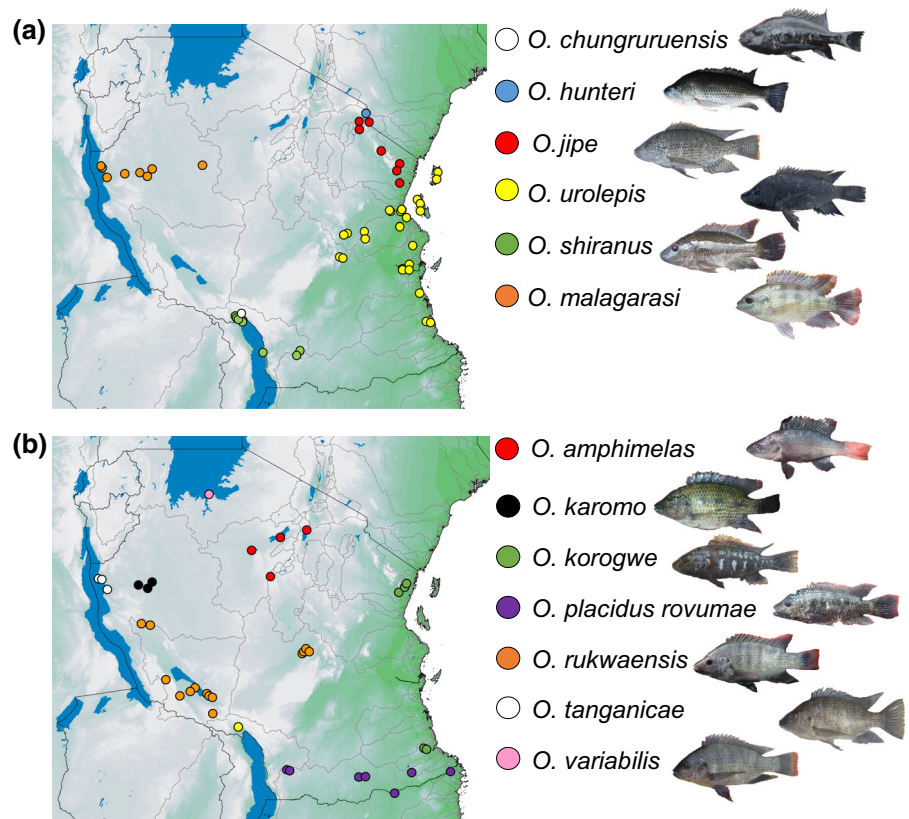 (a)
O. chungruruensis
O. hunteri
O. jipe
O. urolepis
O. shiranus
O. malagarasi
(b)
O. amphimelas
O. karomo
O. korogwe
O. placidus rovumae
O. rukwaensis
O. tanganicae
O. variabilis